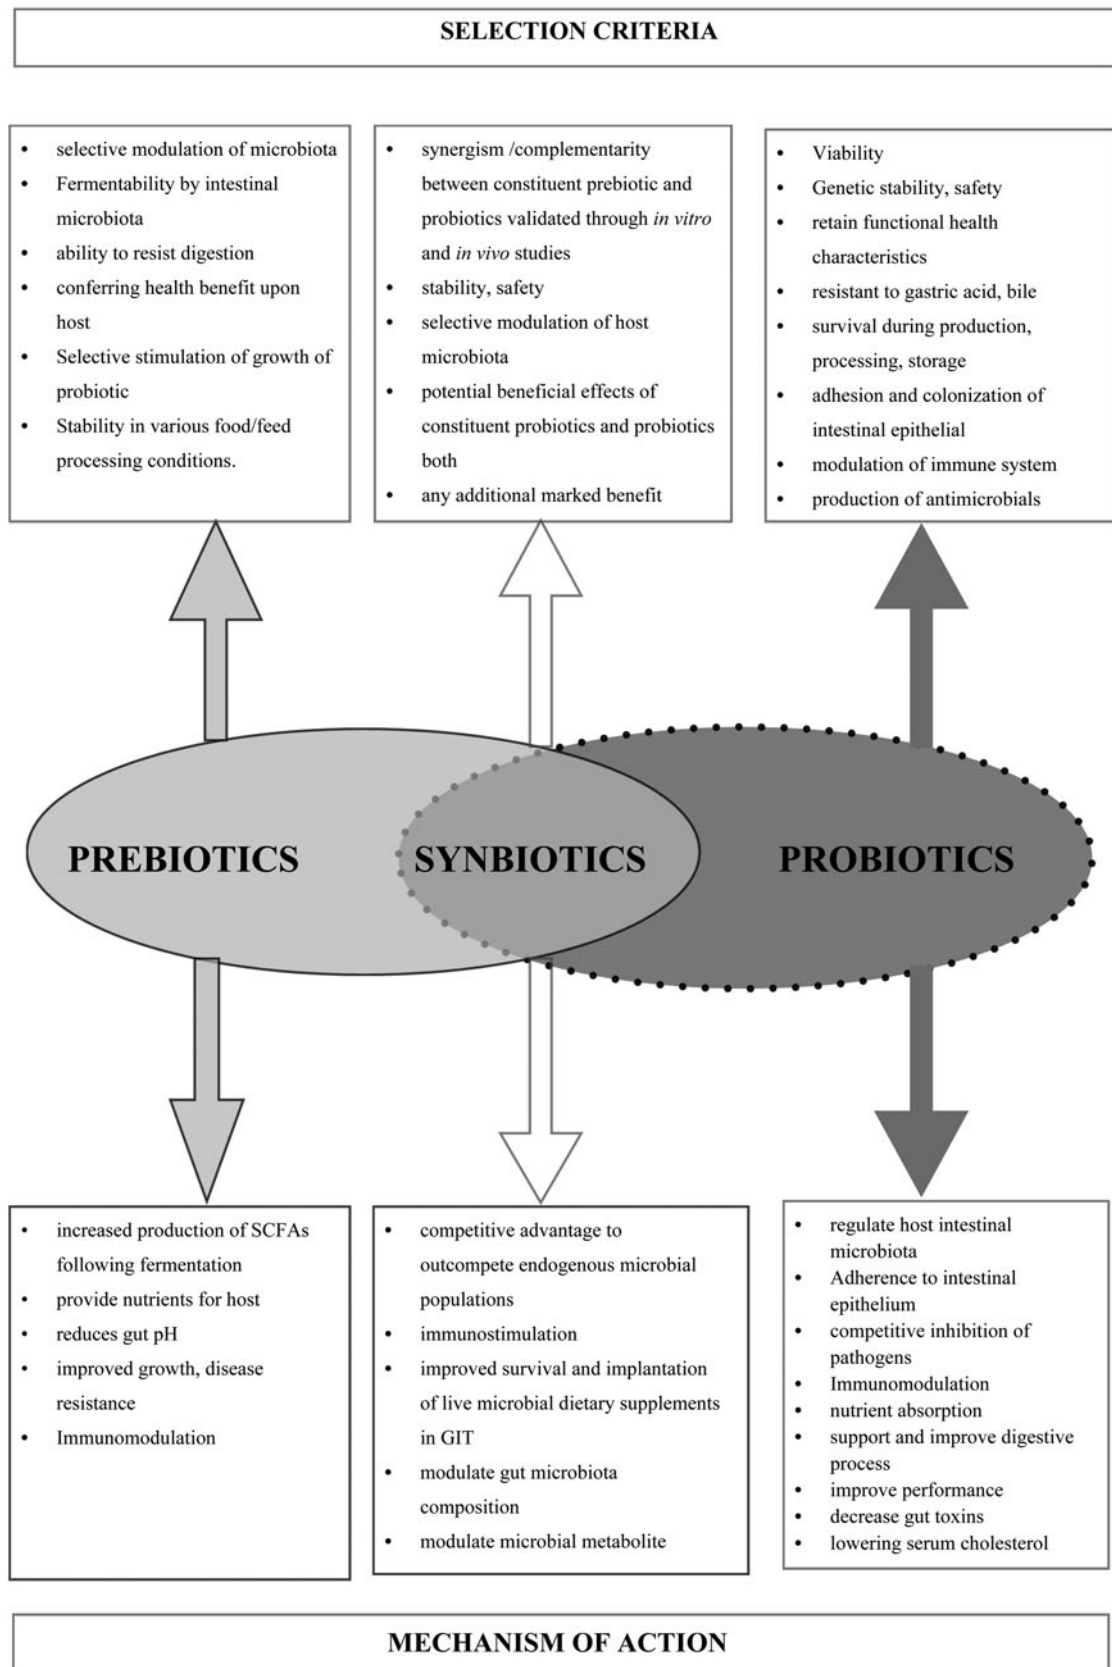 SELECTION CRITERIA
• selective modulation of microbiota
• Fermentability by intestinal
microbiota
• ability to resist digestion
• conferring health benefit upon
host
• Selective stimulation of growth of
probiotic
• Stability in various food/feed
processing conditions.
• synergism /complementarity
between constituent prebiotic and
probiotics validated through in vitro
and in vivo studies
• stability, safety
• selective modulation of host
microbiota
• potential beneficial effects of
constituent probiotics and probiotics
both
• any additional marked benefit
• Viability
• Genetic stability, safety
• retain functional health
characteristics
• resistant to gastric acid, bile
• survival during production,
processing, storage
• adhesion and colonization of
intestinal epithelial
• modulation of immune system
• production of antimicrobials
PREBIOTICS
SYNBIOTICS
PROBIOTICS
• increased production of SCFAs
following fermentation
• provide nutrients for host
• reduces gut pH
• improved growth, disease
resistance
• Immunomodulation
• competitive advantage to
outcompete endogenous microbial
populations
• immunostimulation
• improved survival and implantation
of live microbial dietary supplements
in GIT
• modulate gut microbiota
composition
• modulate microbial metabolite
• regulate host intestinal
microbiota
• Adherence to intestinal
epithelium
• competitive inhibition of
pathogens
• Immunomodulation
• nutrient absorption
• support and improve digestive
process
• improve performance
• decrease gut toxins
• lowering serum cholesterol
MECHANISM OF ACTION